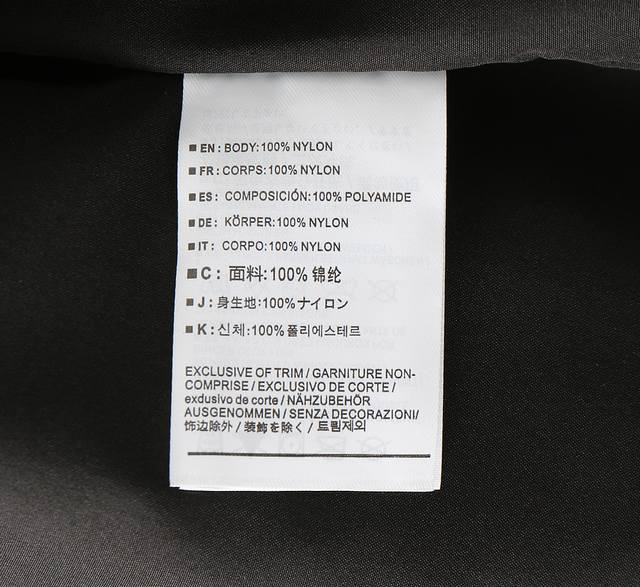 ■ EN: BODY:100% NYLON
■ FR: CORPS:100% NYLON
■ ES: COMPOSICIÓN:100% POLYAMIDE
■ DE: KÖRPER:100% NYLON
■ IT: CORPO:100% NYLON
■ C: 面料:100% 锦纶
■ J: 身生地:100%ナイロン
■ K: 신체:100%폴리에스테르
EXCLUSIVE OF TRIM / GARNITURE NON-
COMPRISE / EXCLUSIVO DE CORTE /
exdusivo de corte / NÄHZUBEHÖR
AUSGENOMMEN / SENZA DECORAZIONI/
饰边除外 / 装飾を除く / 트림제외